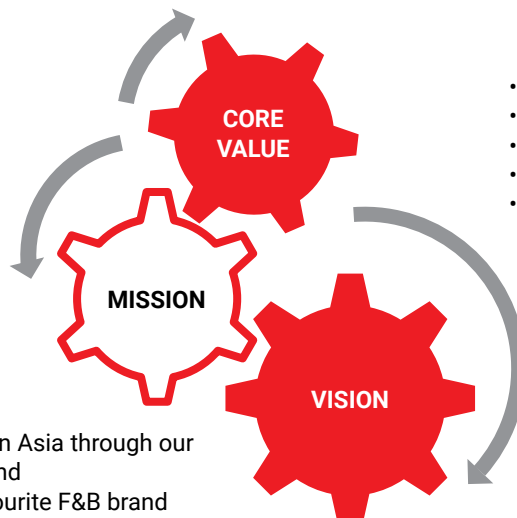 CORE
VALUE
MISSION
VISION
n Asia through our
nd
ourite F&B brand